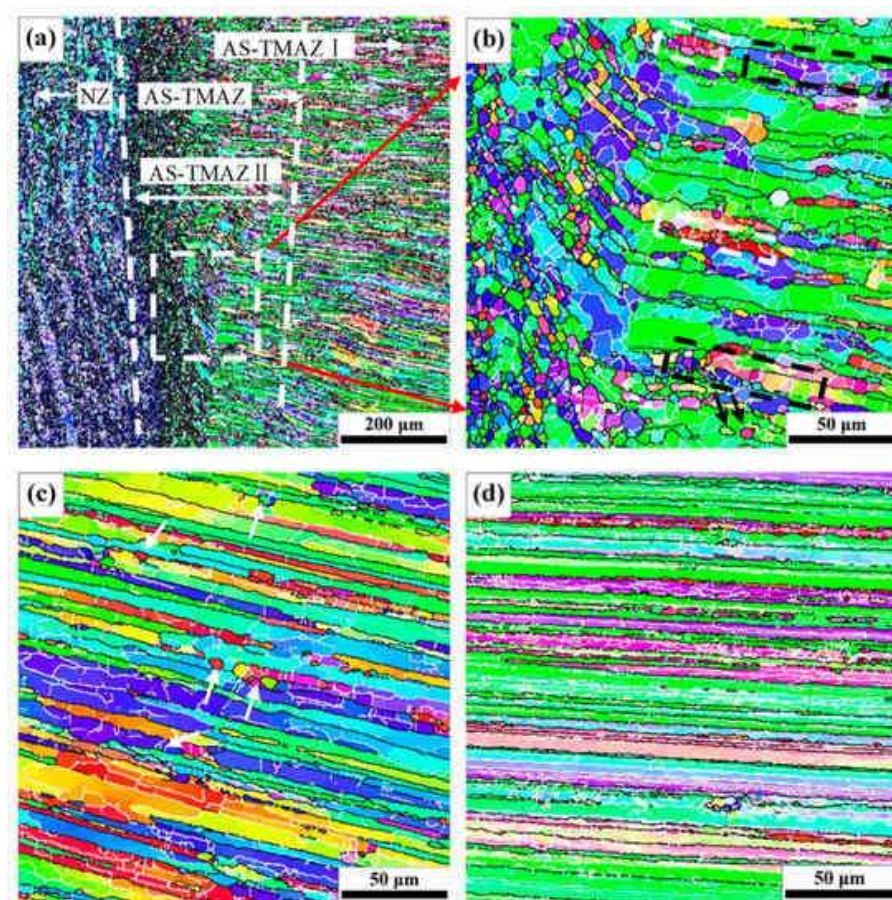 (a)
AS-TMAZ I
NZ
AS-TMAZ
AS-TMAZ II
200 μm
(b)
50 μm
(c)
50 μm
(d)
50 μm